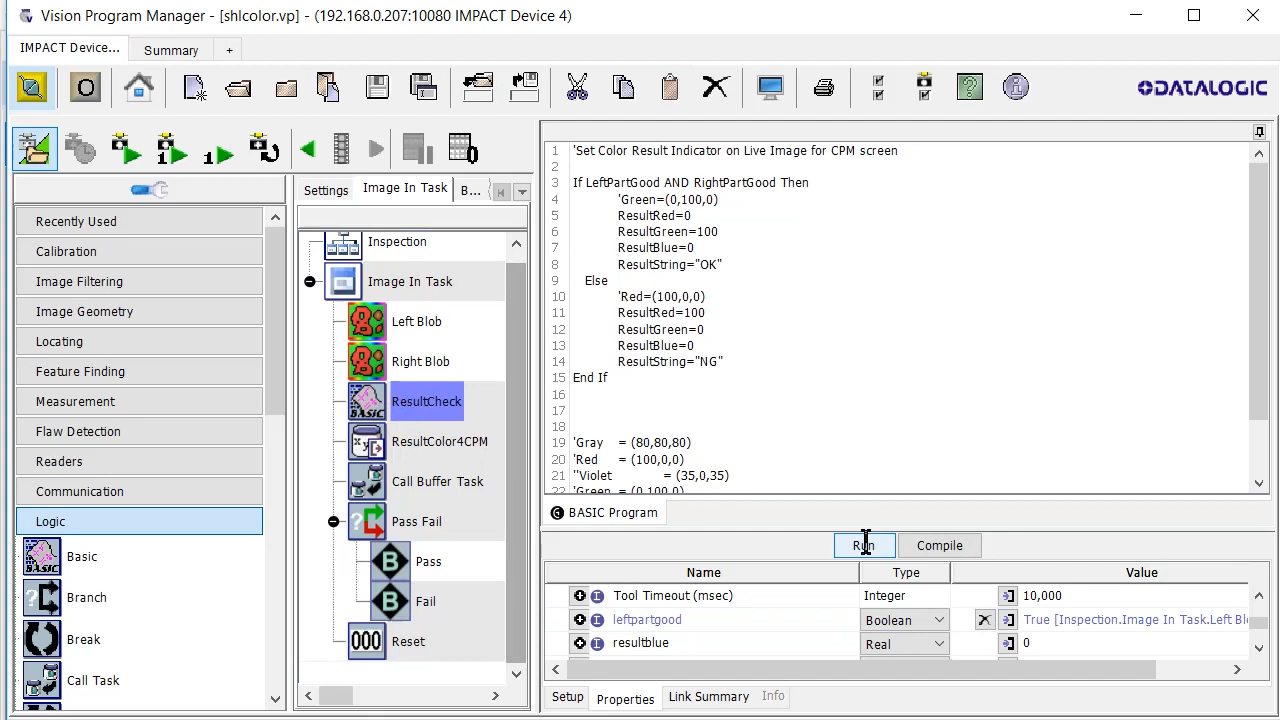 Vision Program Manager - [shlcolor.vp] - (192.168.0.207:10080 IMPACT Device 4)
IMPACT Device...
Summary
+
DATALOGIC
Settings
Image In Task
B...
Recently Used
Calibration
Image Filtering
Image Geometry
Locating
Feature Finding
Measurement
Flaw Detection
Readers
Communication
Logic
Basic
Branch
Break
Call Task
Inspection
Image In Task
Left Blob
Right Blob
BASIC
ResultCheck
ResultColor4CPM
Call Buffer Task
Pass Fail
B
Pass
B
Fail
000
Reset
1 'Set Color Result Indicator on Live Image for CPM screen
2
3 If LeftPartGood AND RightPartGood Then
4 'Green=(0,100,0)
5 ResultRed=0
6 ResultGreen=100
7 ResultBlue=0
8 ResultString="OK"
9 Else
10 'Red=(100,0,0)
11 ResultRed=100
12 ResultGreen=0
13 ResultBlue=0
14 ResultString="NG"
15 End If
16
17
18
19 'Gray = (80,80,80)
20 'Red = (100,0,0)
21 ''Violet = (35,0,35)
22 'Green = (0,100,0)
BASIC Program
Run
Compile
Name Type Value
Tool Timeout (msec) Integer 10,000
leftpartgood Boolean True [Inspection.Image In Task.Left Bl
resultblue Real 0
Setup
Properties
Link Summary
Info